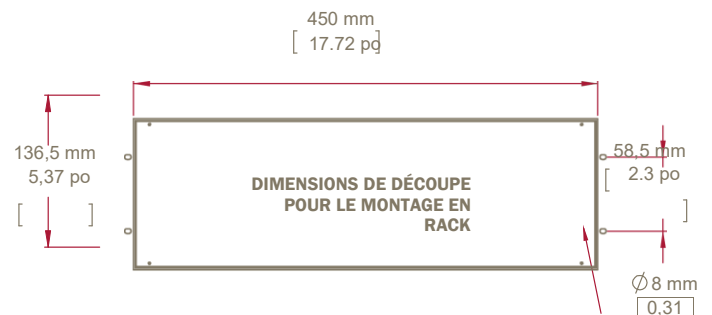 450 mm
[ 17.72 po]
136,5 mm
5,37 po
[ ]
DIMENSIONS DE DÉCOUPE
POUR LE MONTAGE EN
RACK
58,5 mm
[ 2.3 po
]
∅ 8 mm
0,31